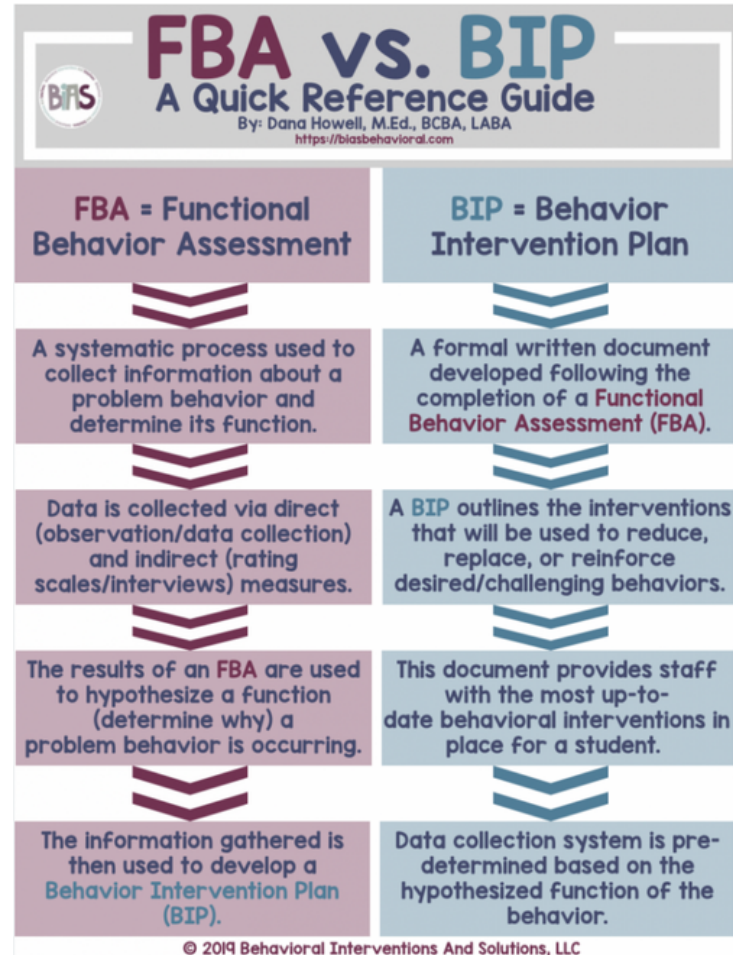 FBA vs. BIP
BIAS
A Quick Reference Guide
By: Dana Howell, M.Ed., BCBA, LABA
https://biasbehavioral.com
FBA = Functional
Behavior Assessment
A systematic process used to
collect information about a
problem behavior and
determine its function.
Data is collected via direct
(observation/data collection)
and indirect (rating
scales/interviews) measures.
The results of an FBA are used
to hypothesize a function
(determine why) a
problem behavior is occurring.
The information gathered is
then used to develop a
Behavior Intervention Plan
(BIP).
BIP = Behavior
Intervention Plan
A formal written document
developed following the
completion of a Functional
Behavior Assessment (FBA).
A BIP outlines the interventions
that will be used to reduce,
replace, or reinforce
desired/challenging behaviors.
This document provides staff
with the most up-to-
date behavioral interventions in
place for a student.
Data collection system is pre-
determined based on the
hypothesized function of the
behavior.
© 2019 Behavioral Interventions And Solutions, LLC